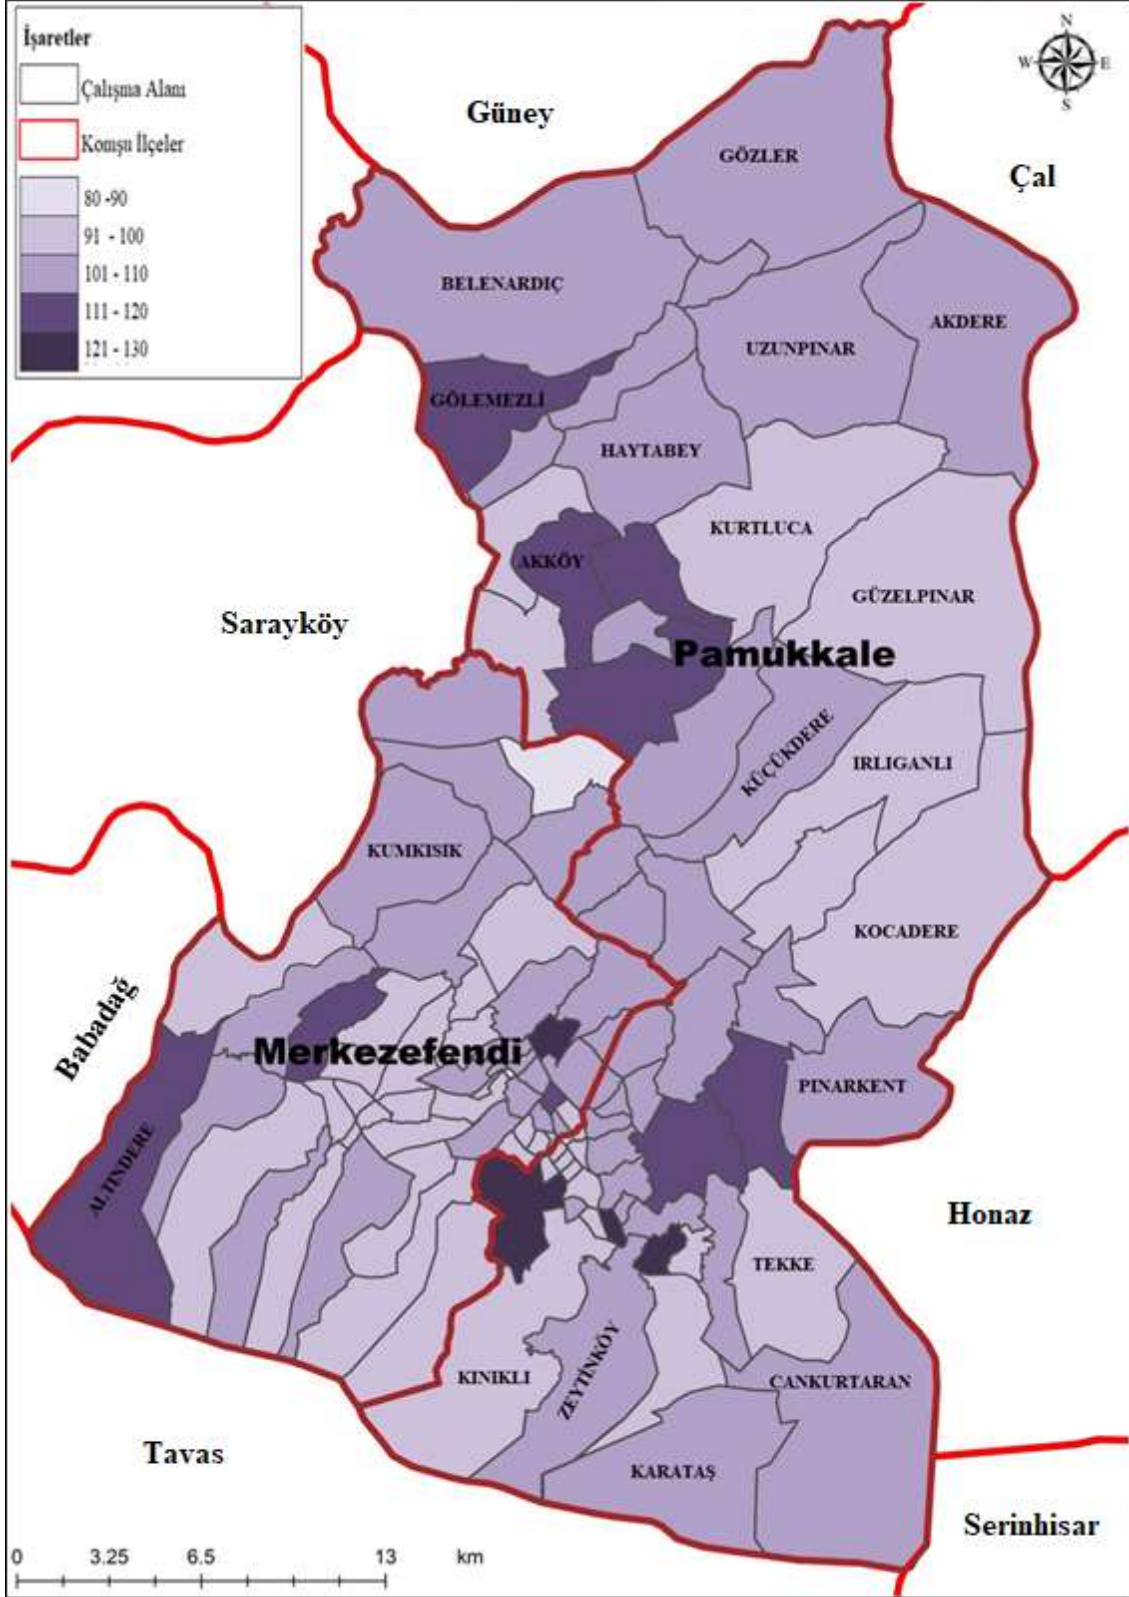 İşaretler
Çalışma Alanı
Komşu İlçeler
80 -90
91 - 100
101 - 110
111 - 120
121 - 130
N
W
E
S
Güney
Çal
GÖZLER
BELENARDIÇ
AKDERE
UZUNPINAR
GÖLEMEZLİ
HAYTABEY
KURTLUCA
AKKÖY
GÜZELPINAR
Sarayköy
Pamukkale
KÜÇÜKDERE
IRLIGANLI
KUMKISIK
KOCADERE
Babadağ
Merkezefendi
PINARKENT
ALTINDERE
Honaz
TEKKE
KINIKLI
ZEYTİNKÖY
CANKURTARAN
Tavas
KARATAŞ
Serinhisar
0 3.25 6.5 13 km